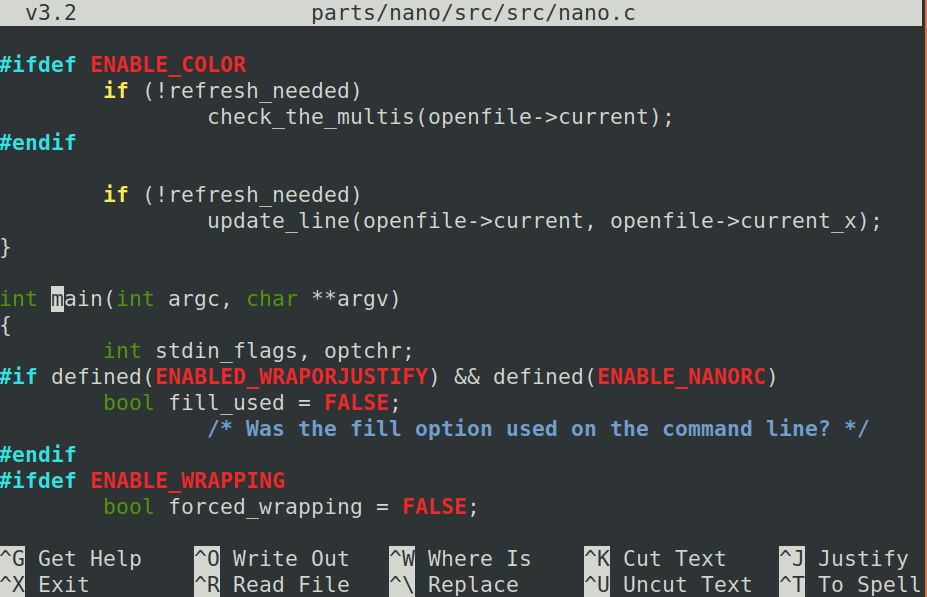 v3.2 parts/nano/src/src/nano.c
#ifdef ENABLE_COLOR
if (!refresh_needed)
check_the_multis(openfile->current);
#endif
if (!refresh_needed)
update_line(openfile->current, openfile->current_x);
}
int main(int argc, char **argv)
{
int stdin_flags, optchr;
#if defined(ENABLED_WRAPORJUSTIFY) && defined(ENABLE_NANORC)
bool fill_used = FALSE;
/* Was the fill option used on the command line? */
#endif
#ifdef ENABLE_WRAPPING
bool forced_wrapping = FALSE;
^G Get Help ^O Write Out ^W Where Is ^K Cut Text ^J Justify
^X Exit ^R Read File ^\ Replace ^U Uncut Text ^T To Spell